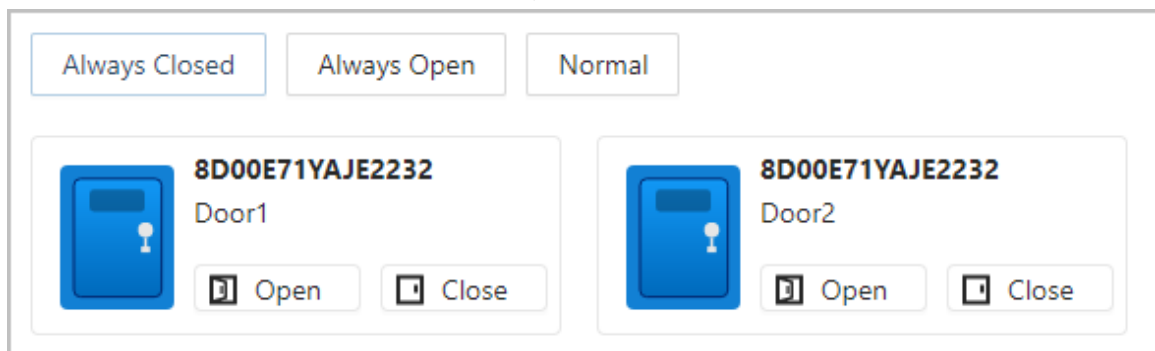 Always Closed Always Open Normal
8D00E71YAJE2232
Door1
Open Close
8D00E71YAJE2232
Door2
Open Close